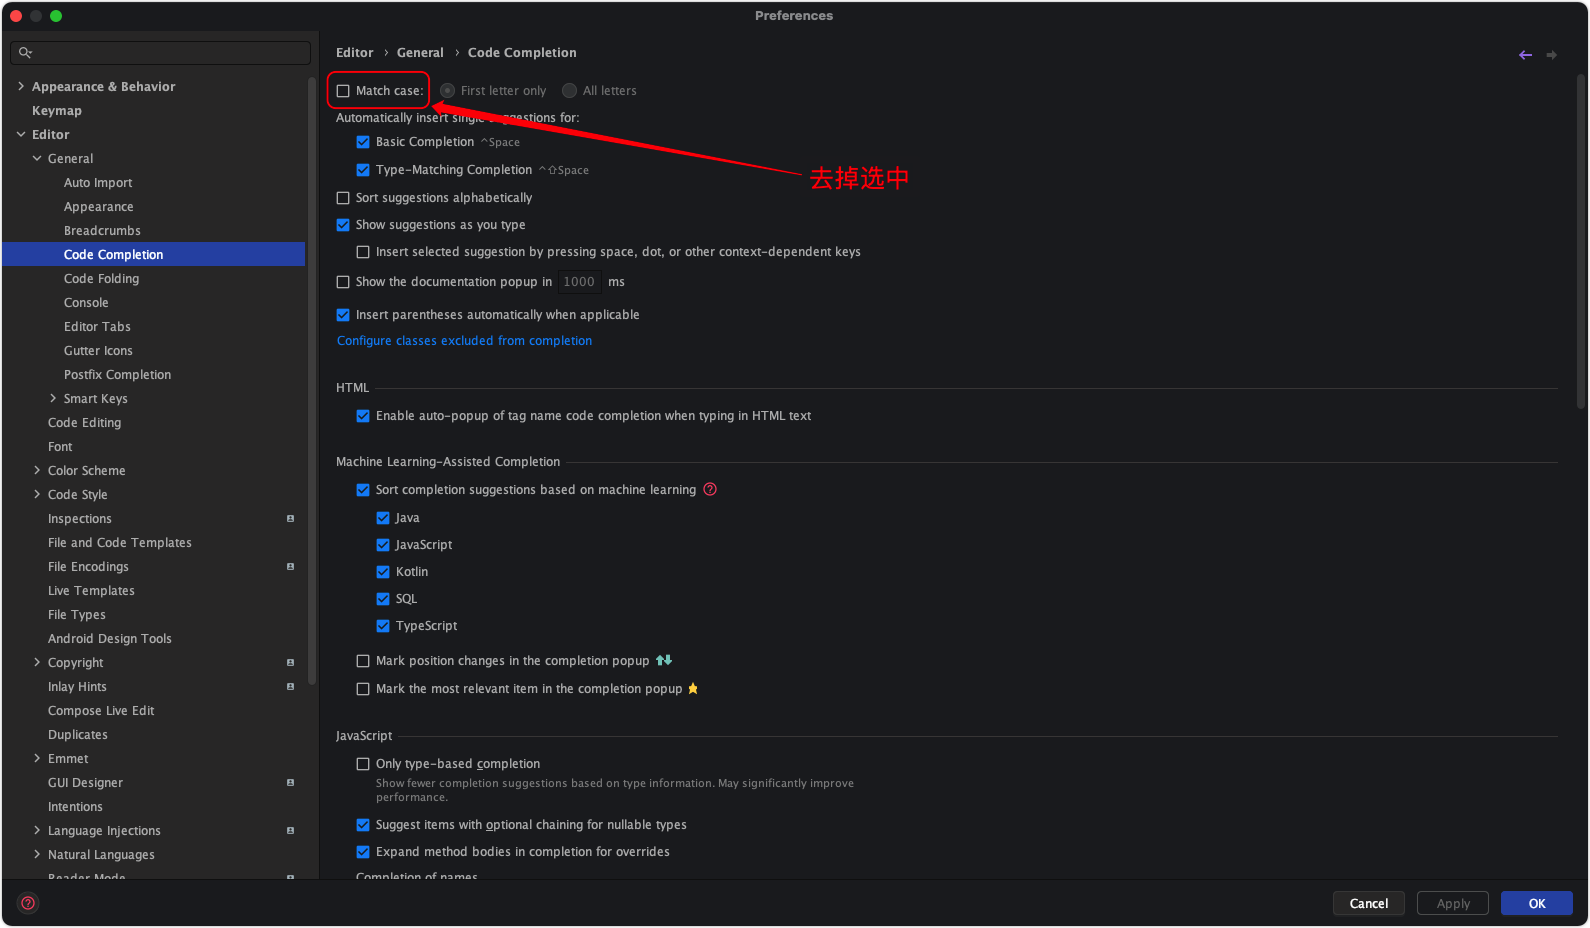 Preferences
Appearance & Behavior
Keymap
Editor
General
Auto Import
Appearance
Breadcrumbs
Code Completion
Code Folding
Console
Editor Tabs
Gutter Icons
Postfix Completion
Smart Keys
Code Editing
Font
Color Scheme
Code Style
Inspections
File and Code Templates
File Encodings
Live Templates
File Types
Android Design Tools
Copyright
Inlay Hints
Compose Live Edit
Duplicates
Emmet
GUI Designer
Intentions
Language Injections
Natural Languages
Reader Mode
Editor › General › Code Completion
Match case: First letter only All letters
Automatically insert single suggestions for:
Basic Completion ^Space
Type-Matching Completion ^⇧Space
去掉选中
Sort suggestions alphabetically
Show suggestions as you type
Insert selected suggestion by pressing space, dot, or other context-dependent keys
Show the documentation popup in 1000 ms
Insert parentheses automatically when applicable
Configure classes excluded from completion
HTML
Enable auto-popup of tag name code completion when typing in HTML text
Machine Learning-Assisted Completion
Sort completion suggestions based on machine learning
Java
JavaScript
Kotlin
SQL
TypeScript
Mark position changes in the completion popup
Mark the most relevant item in the completion popup
JavaScript
Only type-based completion
Show fewer completion suggestions based on type information. May significantly improve
performance.
Suggest items with optional chaining for nullable types
Expand method bodies in completion for overrides
Completion of names
Cancel Apply OK